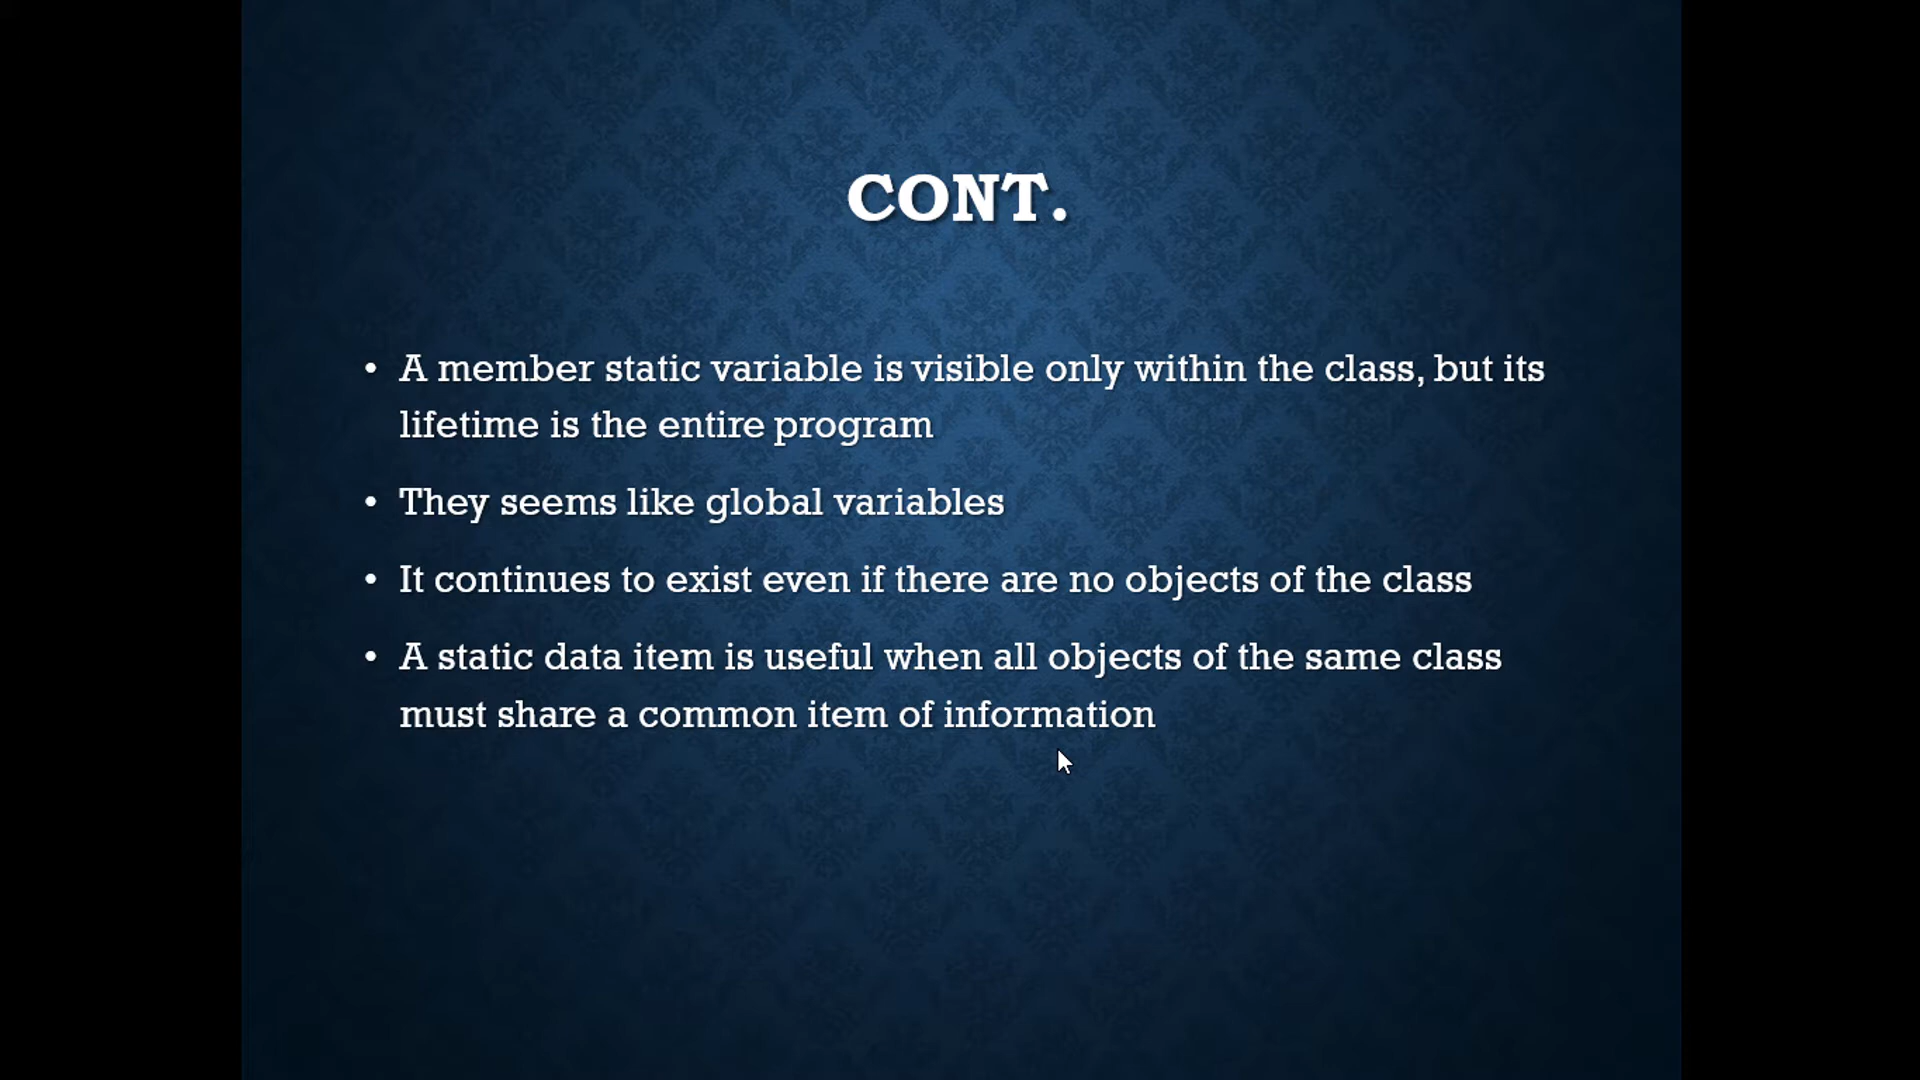 CONT.
• A member static variable is visible only within the class, but its
lifetime is the entire program
• They seems like global variables
• It continues to exist even if there are no objects of the class
• A static data item is useful when all objects of the same class
must share a common item of information